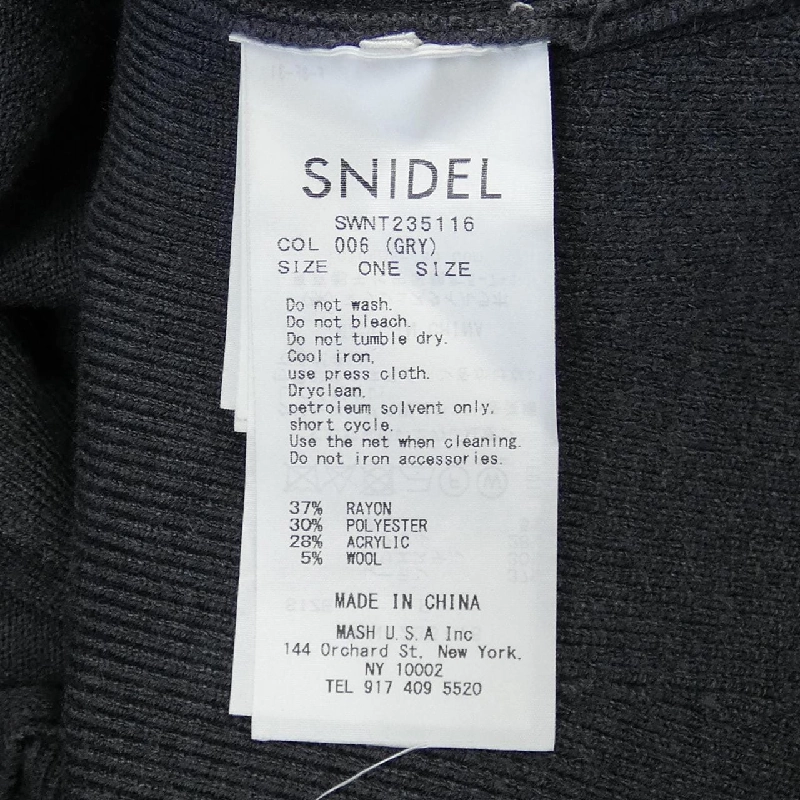 SNIDEL
SWNT235116
COL 006 (GRY)
SIZE ONE SIZE
Do not wash.
Do not bleach.
Do not tumble dry.
Cool iron,
use press cloth.
Dryclean,
petroleum solvent only,
short cycle.
Use the net when cleaning.
Do not iron accessories.
37% RAYON
30% POLYESTER
28% ACRYLIC
5% WOOL
MADE IN CHINA
MASH U.S.A Inc
144 Orchard St. New York.
NY 10002
TEL 917 409 5520